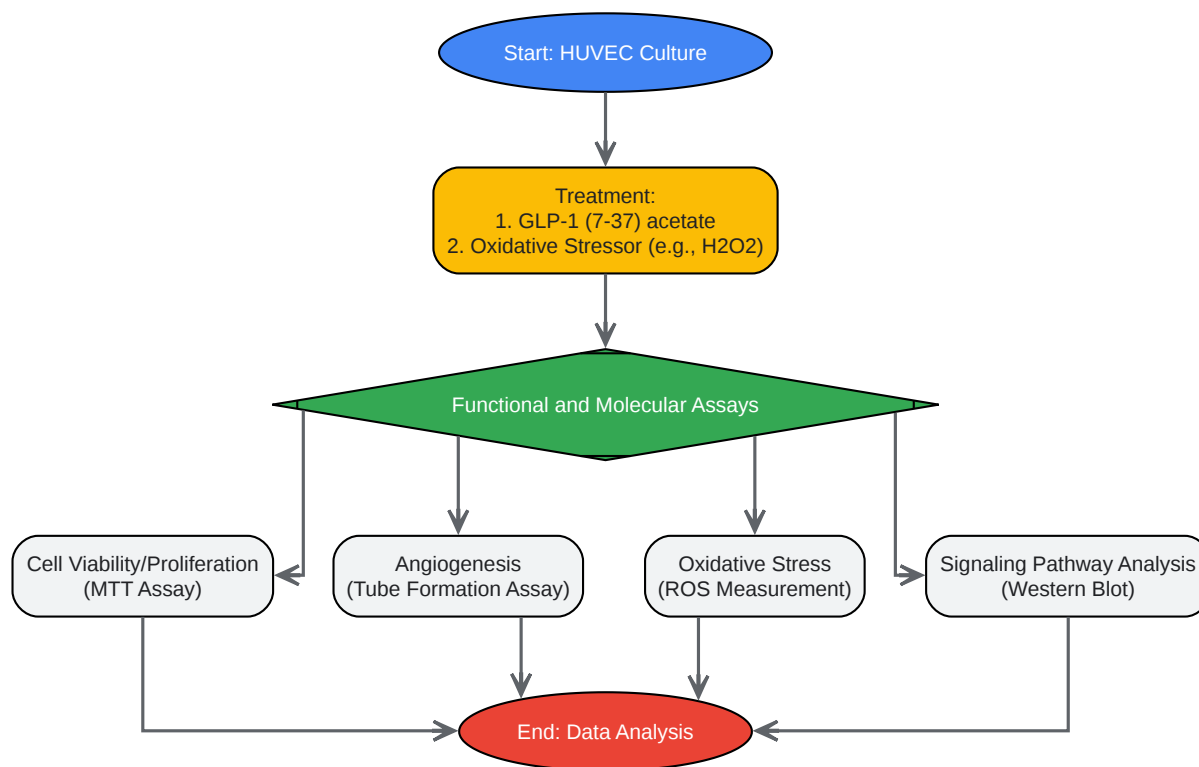 Start: HUVEC Culture
Treatment:
1. GLP-1 (7-37) acetate
2. Oxidative Stressor (e.g., H2O2)
Functional and Molecular Assays
Cell Viability/Proliferation
(MTT Assay)
Angiogenesis
(Tube Formation Assay)
Oxidative Stress
(ROS Measurement)
Signaling Pathway Analysis
(Western Blot)
End: Data Analysis